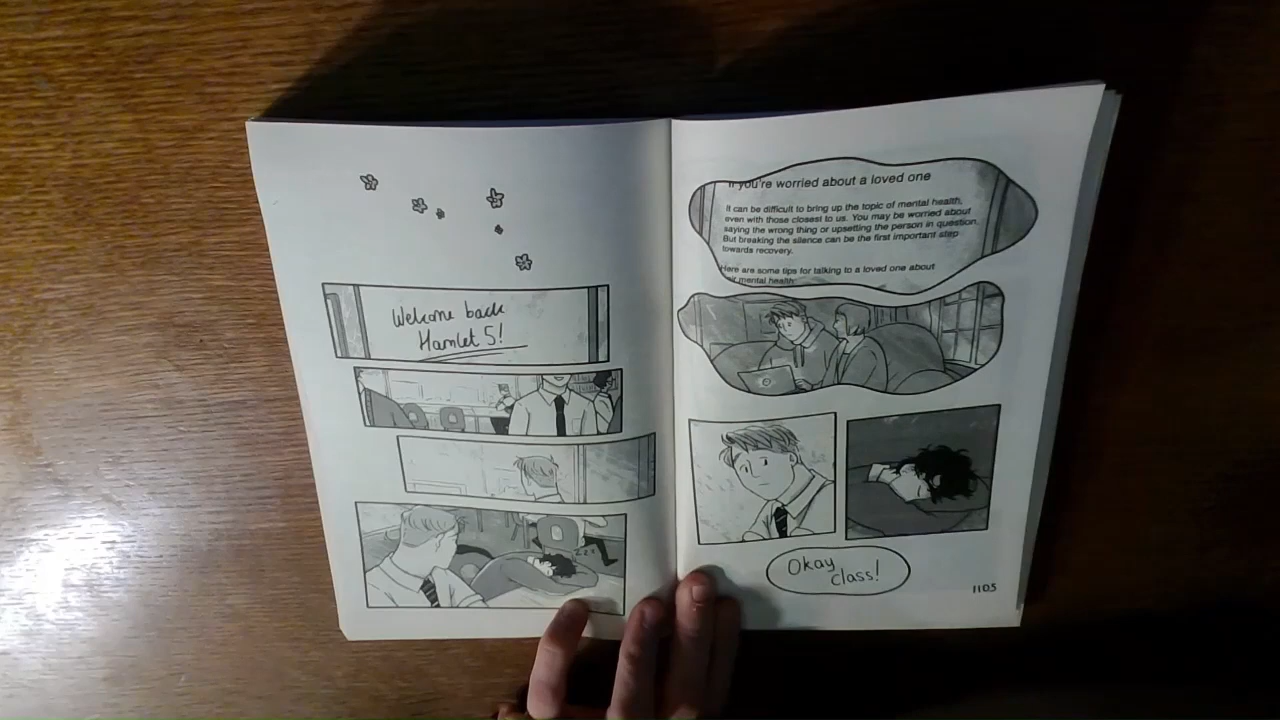 Welcome back
Hamlet 5!
zzz
If you're worried about a loved one
It can be difficult to bring up the topic of mental health,
even with those closest to us. You may be worried about
saying the wrong thing or upsetting the person in question.
But breaking the silence can be the first important step
towards recovery.
Here are some tips for talking to a loved one about
mental health
Okay
class!
1105